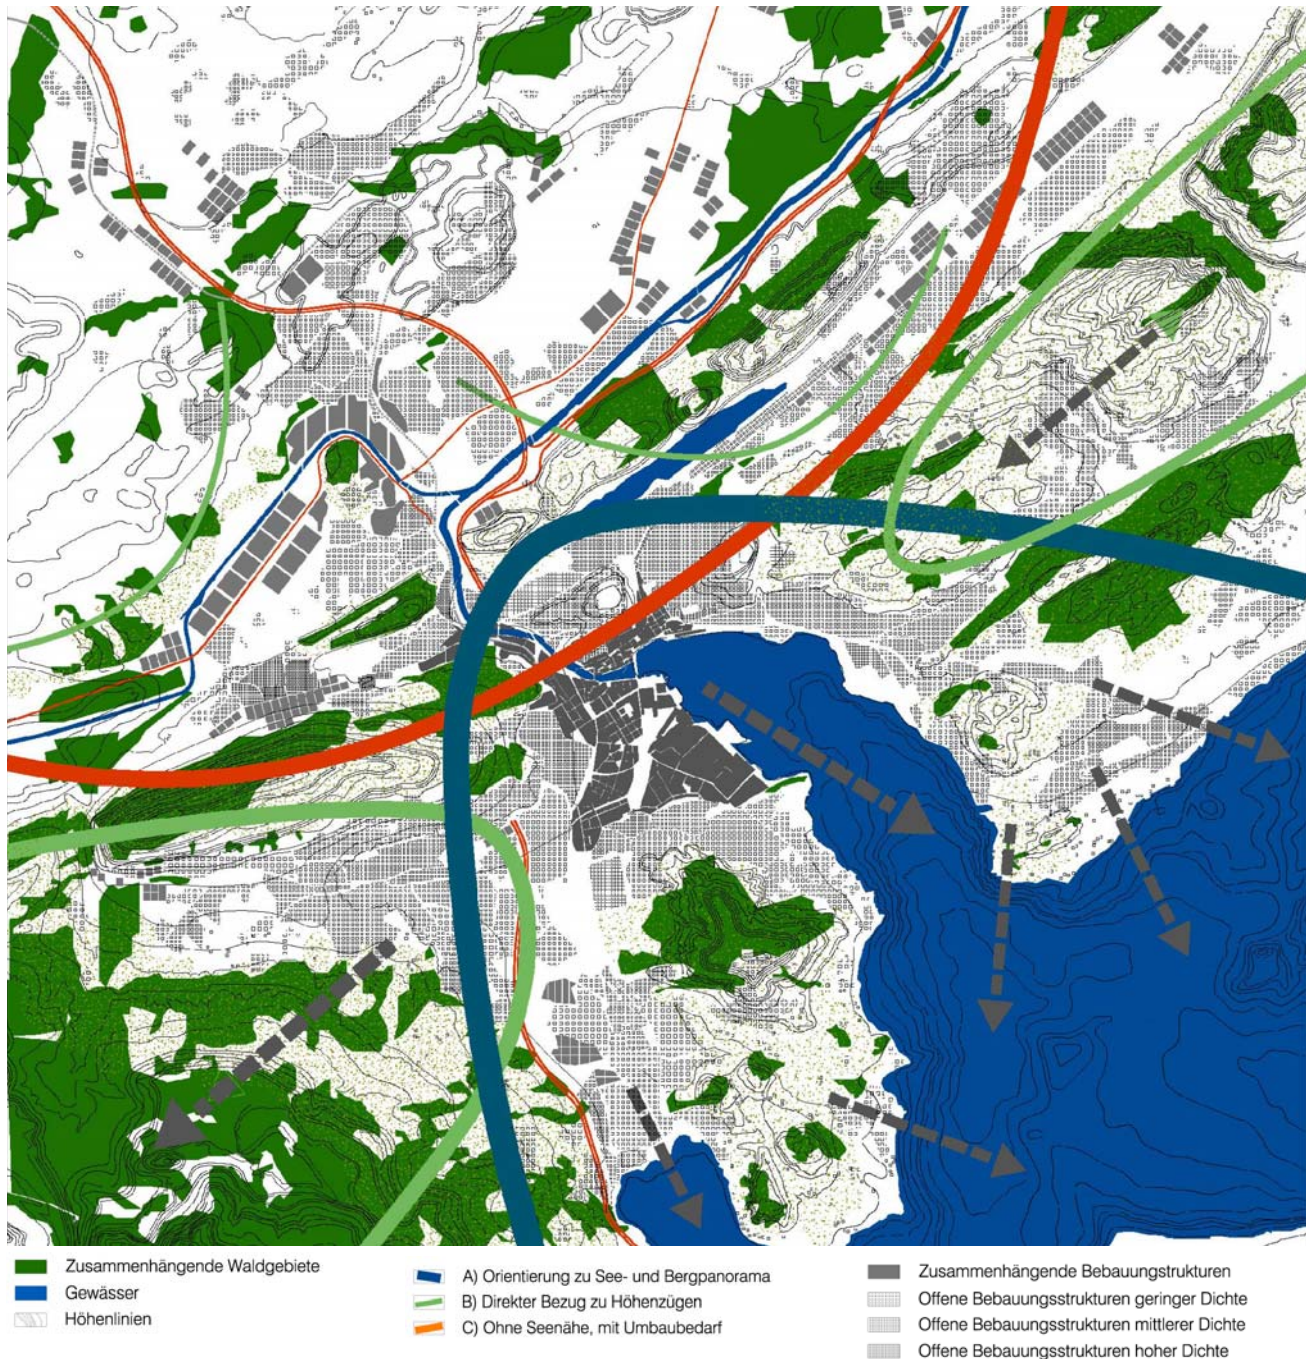 Zusammenhängende Waldgebiete
Gewässer
Höhenlinien
A) Orientierung zu See- und Bergpanorama
B) Direkter Bezug zu Höhenzügen
C) Ohne Seenähe, mit Umbaubedarf
Zusammenhängende Bebauungstrukturen
Offene Bebauungsstrukturen geringer Dichte
Offene Bebauungsstrukturen mittlerer Dichte
Offene Bebauungsstrukturen hoher Dichte